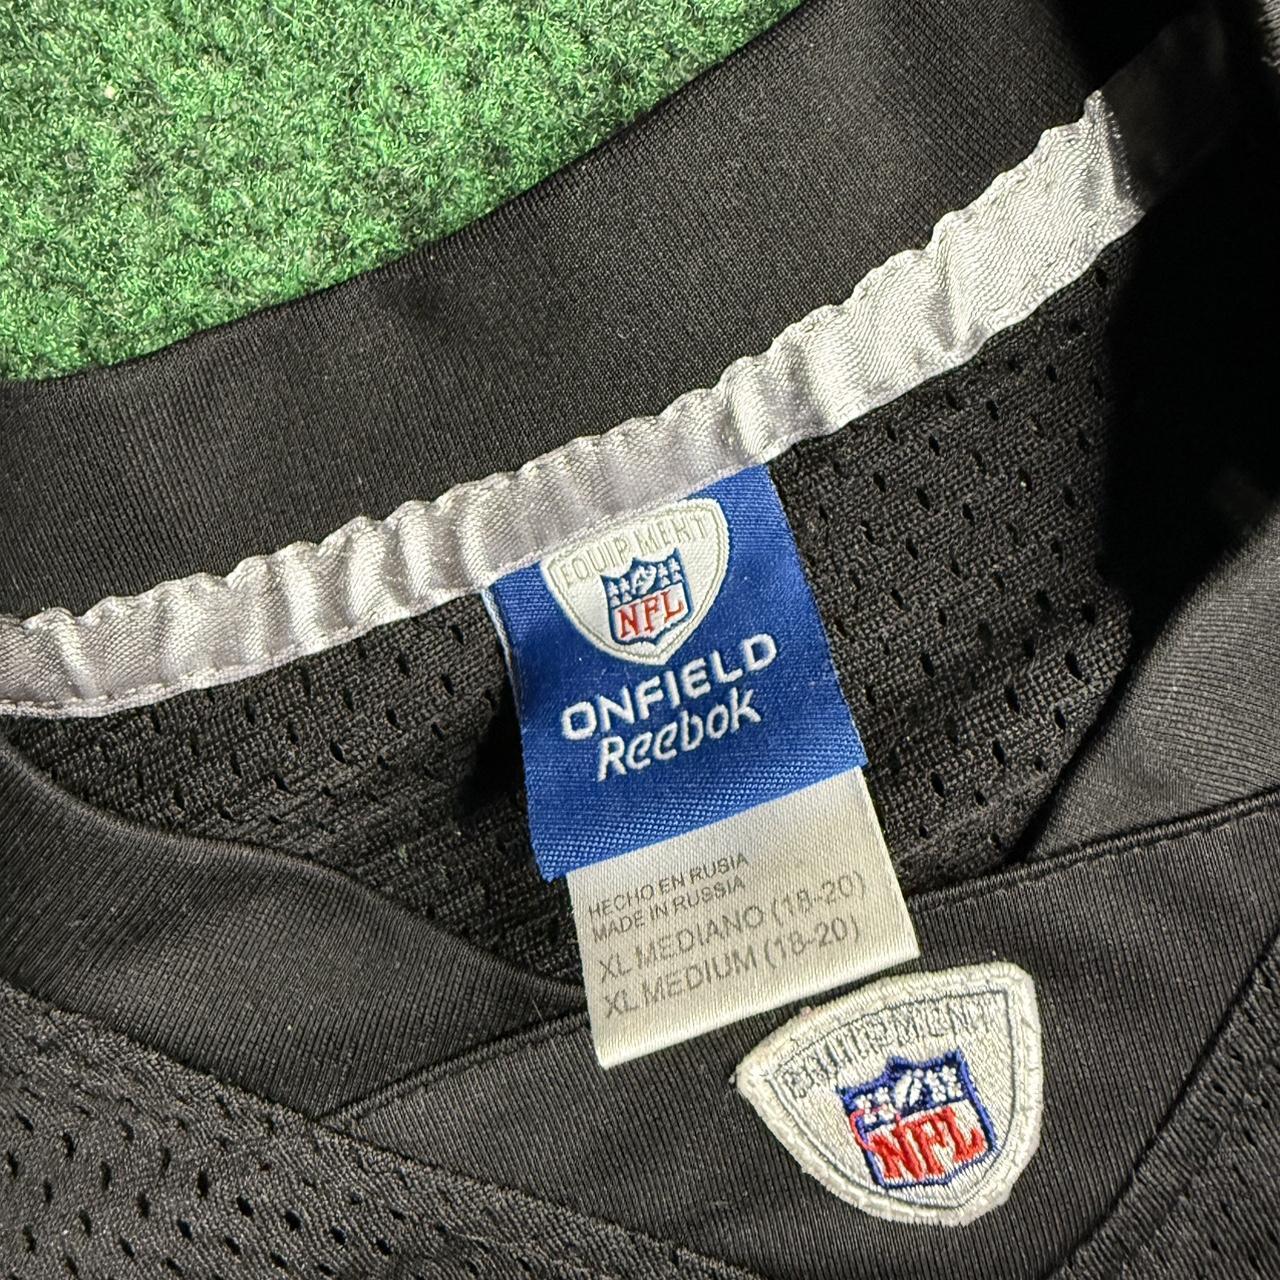 EQUIPMENT
NFL
ONFIELD
Reebok
HECHO EN RUSIA
MADE IN RUSSIA
XL MEDIANO (18-20)
XL MEDIUM (18-20)
EQUIPMENT
NFL